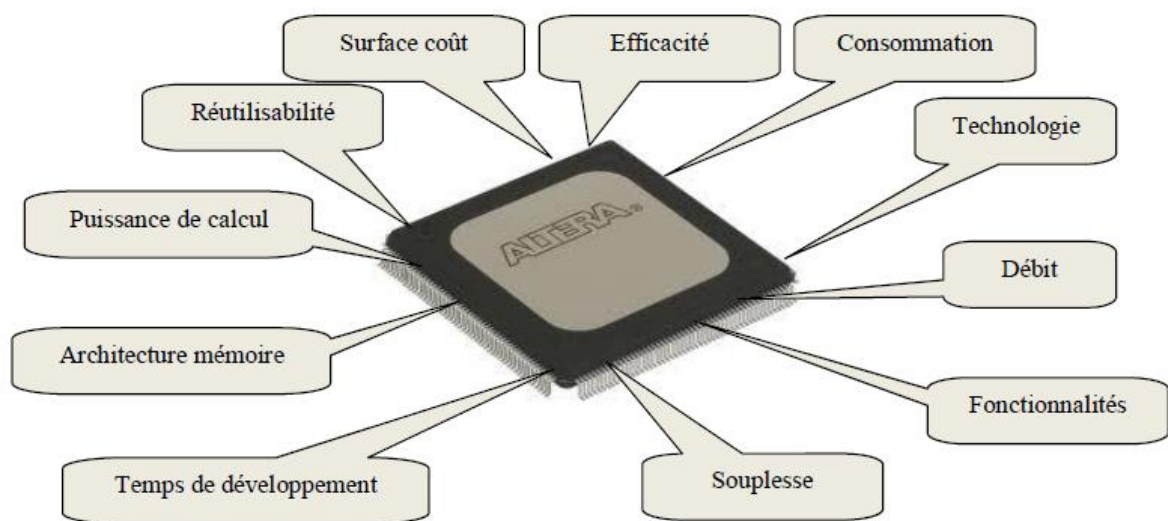 Surface coût
Efficacité
Consommation
Réutilisabilité
Technologie
Puissance de calcul
ALTERA®
Débit
Architecture mémoire
Fonctionnalités
Temps de développement
Souplesse